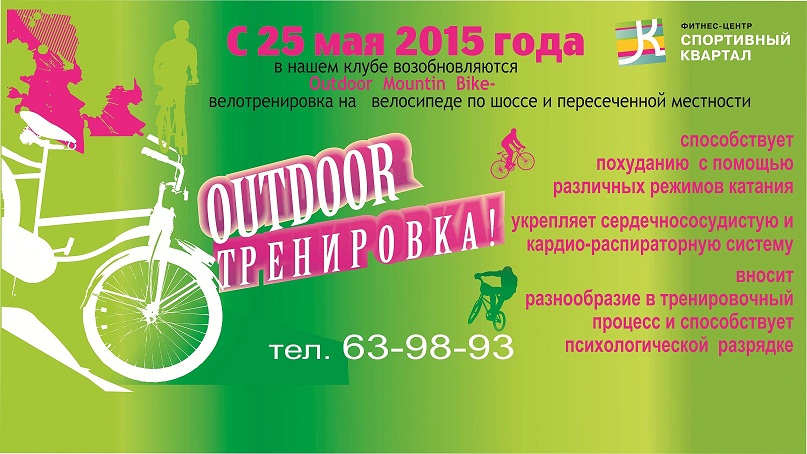 С 25 мая 2015 года
в нашем клубе возобновляются
Outdoor Mountin Bike-
велотренировка на велосипеде по шоссе и пересеченной местности
ФИТНЕС-ЦЕНТР
СПОРТИВНЫЙ
КВАРТАЛ
OUTDOOR
ТРЕНИРОВКА!
тел. 63-98-93
способствует
похуданию с помощью
различных режимов катания
укрепляет сердечнососудистую и
кардио-распираторную систему
вносит
разнообразие в тренировочный
процесс и способствует
психологической разрядке